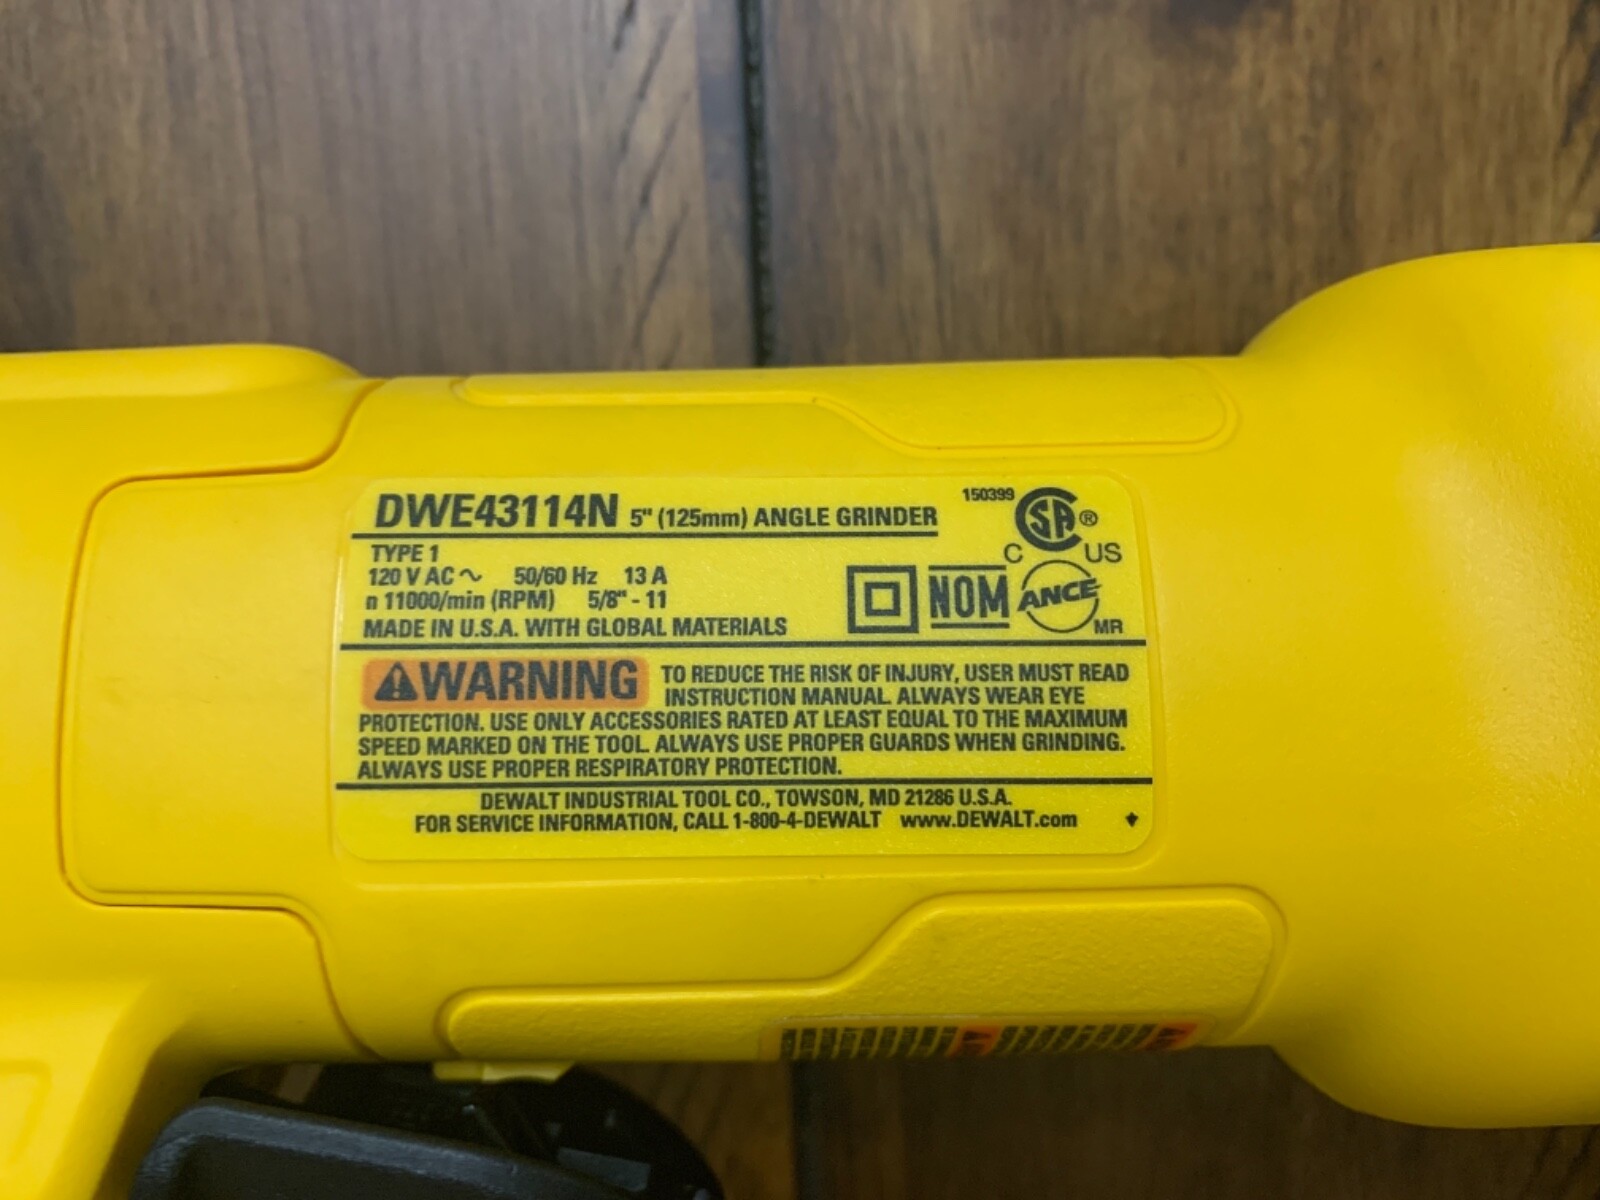 DWE43114N 5" (125mm) ANGLE GRINDER
150399 SA ®
C US
TYPE 1
120 V AC ~ 50/60 Hz 13 A
n 11000/min (RPM) 5/8" - 11
MADE IN U.S.A. WITH GLOBAL MATERIALS
NOM
ANCE
MR
⚠WARNING TO REDUCE THE RISK OF INJURY, USER MUST READ
INSTRUCTION MANUAL. ALWAYS WEAR EYE
PROTECTION. USE ONLY ACCESSORIES RATED AT LEAST EQUAL TO THE MAXIMUM
SPEED MARKED ON THE TOOL. ALWAYS USE PROPER GUARDS WHEN GRINDING.
ALWAYS USE PROPER RESPIRATORY PROTECTION.
DEWALT INDUSTRIAL TOOL CO., TOWSON, MD 21286 U.S.A.
FOR SERVICE INFORMATION, CALL 1-800-4-DEWALT www.DEWALT.com